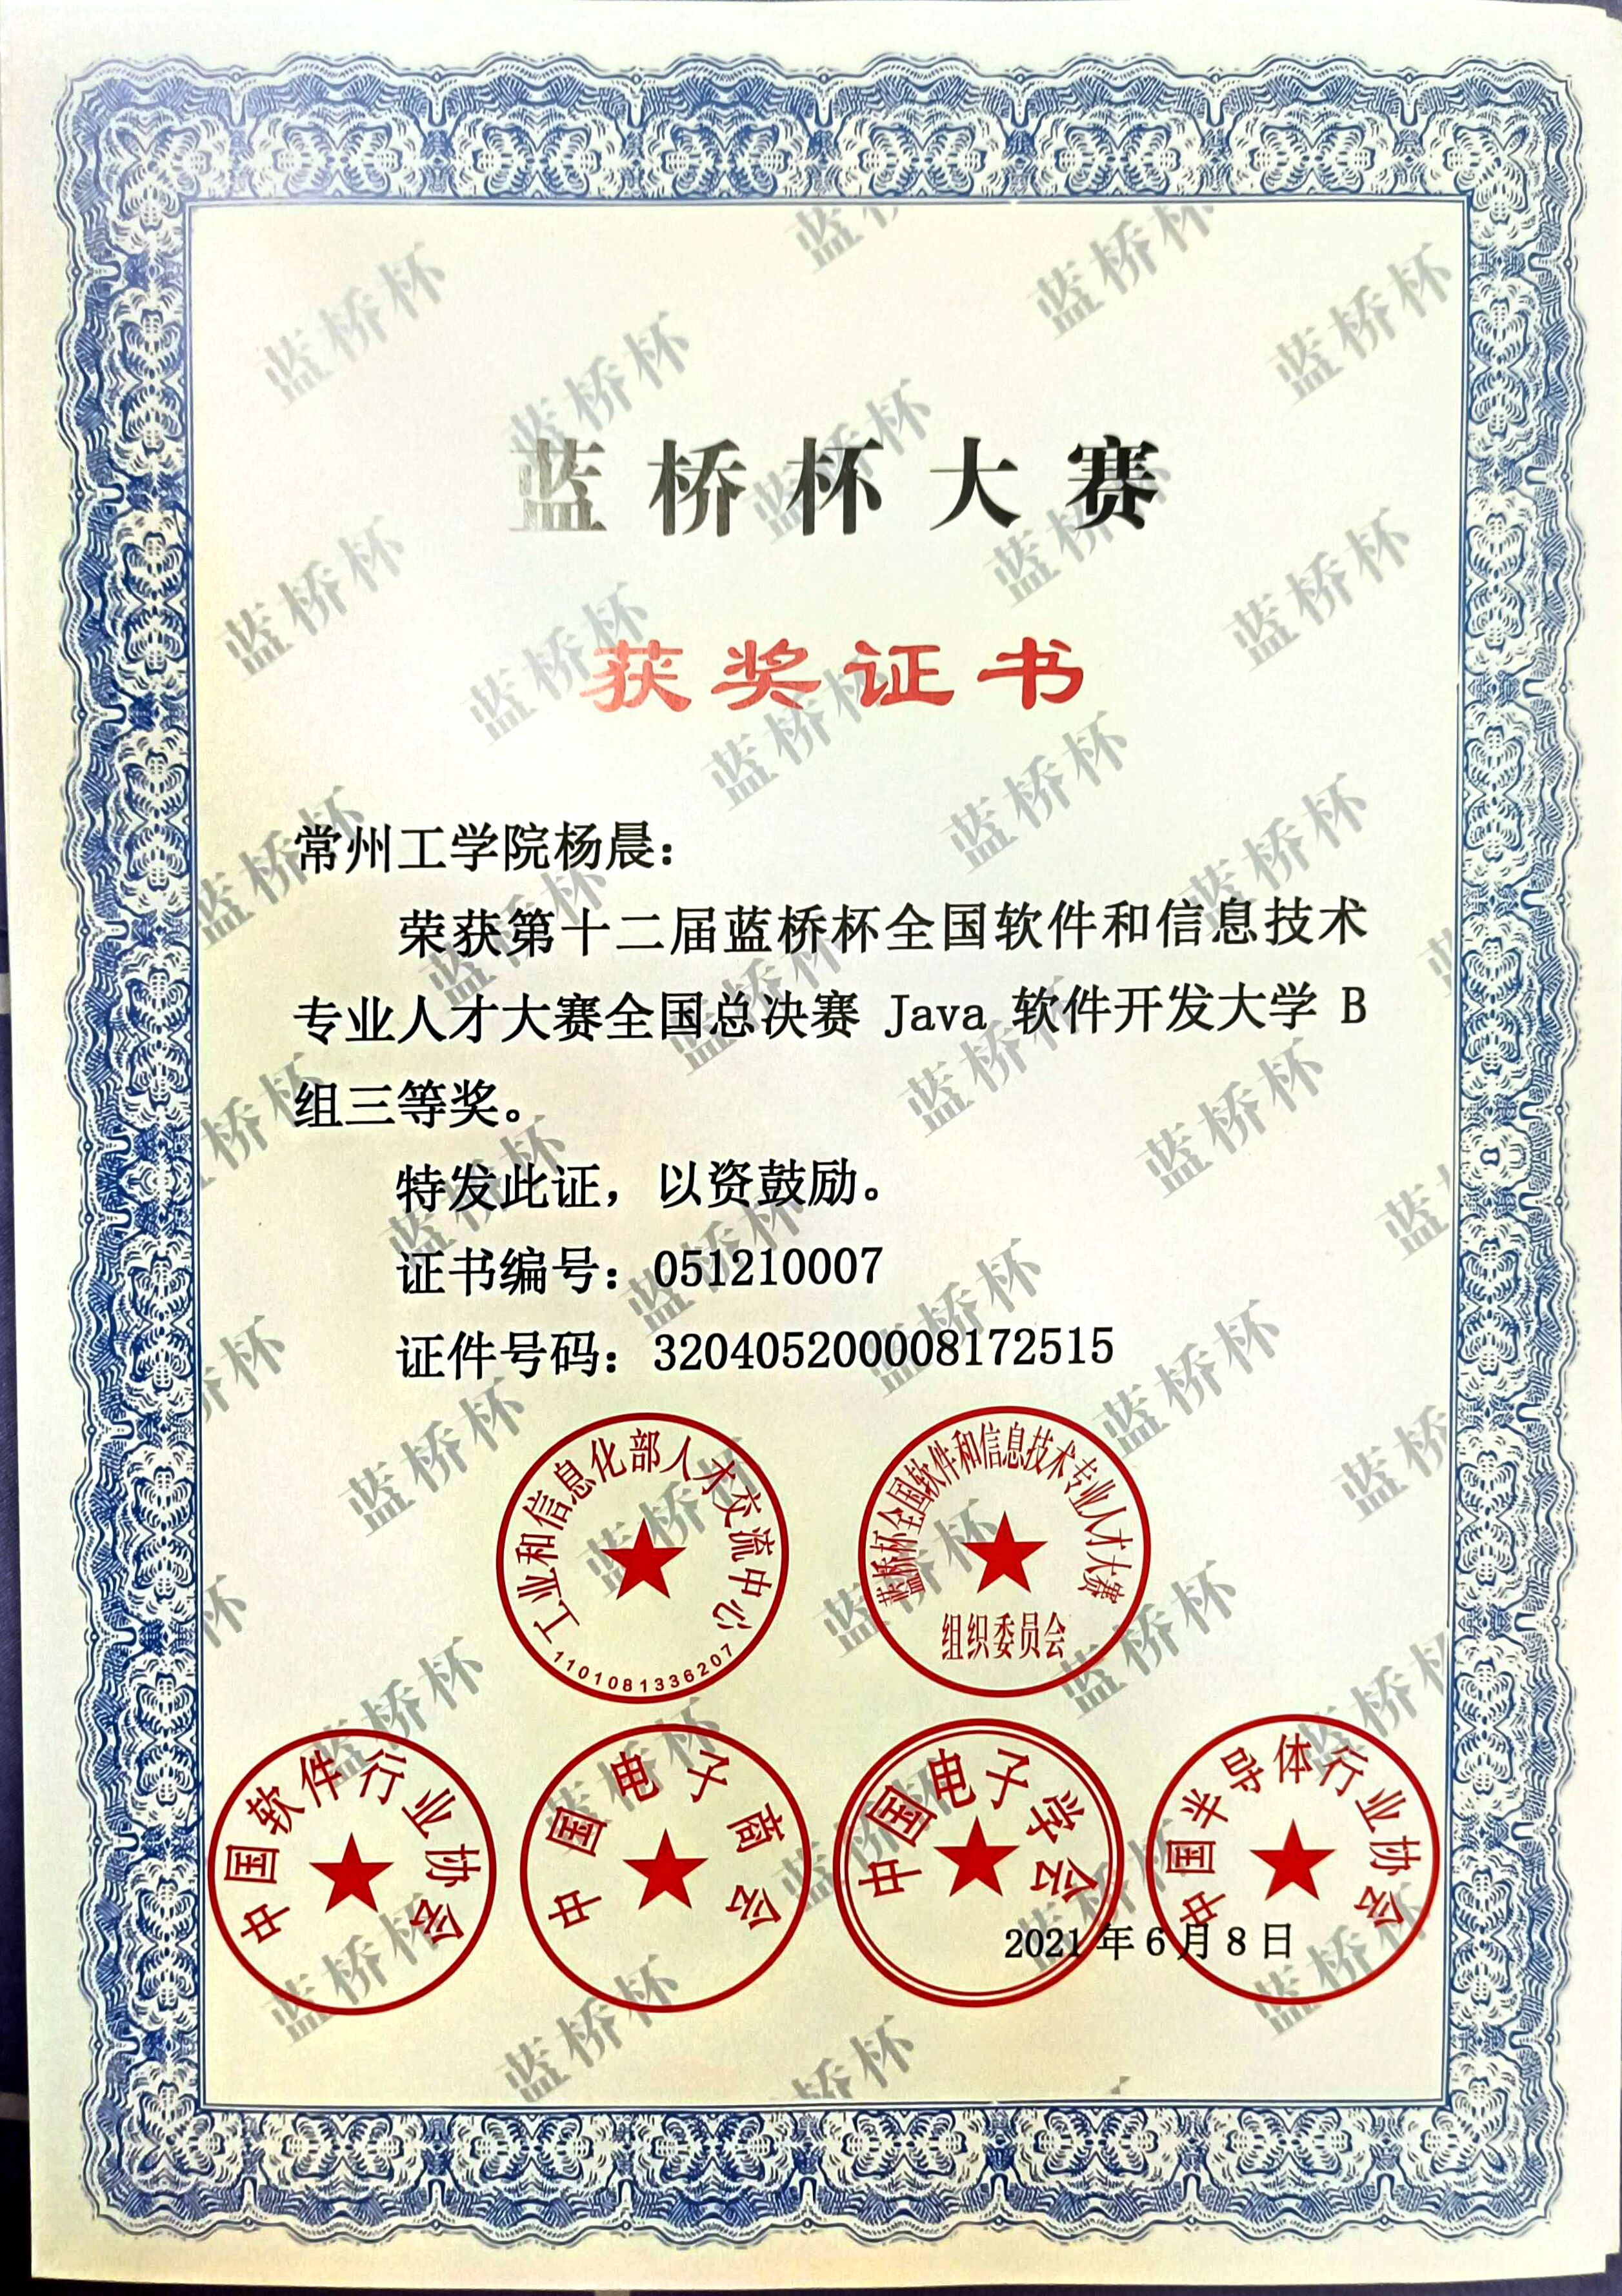 蓝桥杯大赛
获奖证书
常州工学院杨晨：
荣获第十二届蓝桥杯全国软件和信息技术
专业人才大赛全国总决赛 Java 软件开发大学 B
组三等奖。
特发此证，以资鼓励。
证书编号：051210007
证件号码：320405200008172515
工业和信息化部人才交流中心
1101081336207
蓝桥杯全国软件和信息技术专业人才大赛
组织委员会
中国软件行业协会
中国电子商会
中国电子学会
中国半导体行业协会
2021 年 6 月 8 日
蓝桥杯